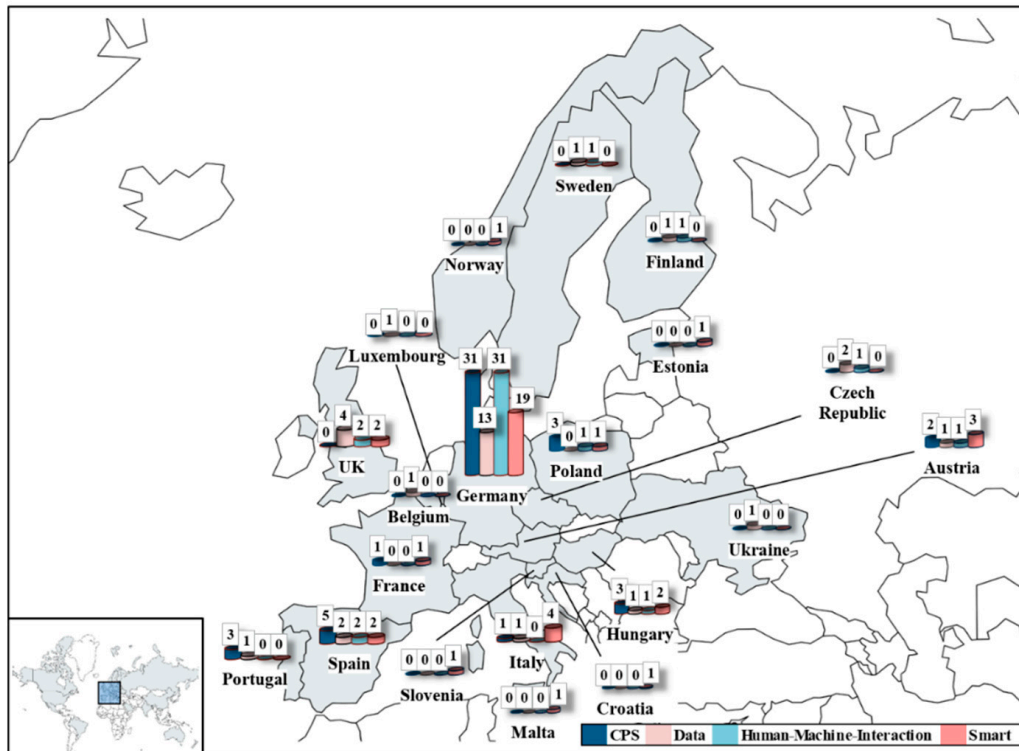 0 1 1 0
Sweden
0 0 0 1
Norway
0 1 1 0
Finland
0 1 0 0
Luxembourg
0 0 0 1
Estonia
0 2 1 0
Czech
Republic
31 13 31 19
Germany
0 4 2 2
UK
3 0 1 1
Poland
2 1 1 3
Austria
0 1 0 0
Belgium
0 1 0 0
Ukraine
1 0 0 1
France
3 1 1 2
Hungary
3 1 0 0
Portugal
5 2 2 2
Spain
0 0 0 1
Slovenia
1 1 0 4
Italy
0 0 0 1
Croatia
0 0 0 1
Malta
CPS Data Human-Machine-Interaction Smart